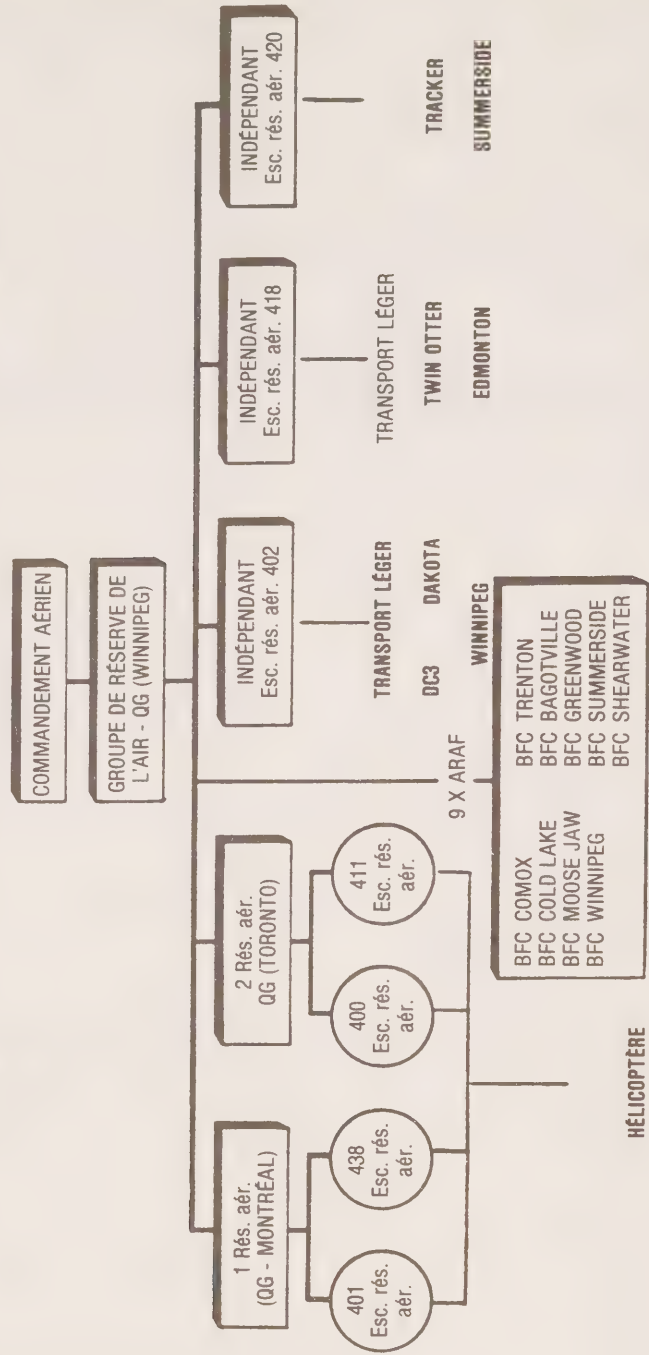 COMMANDEMENT AÉRIEN
GROUPE DE RÉSERVE DE
L'AIR - QG (WINNIPEG)
1 Rés. aér.
(QG - MONTRÉAL)
2 Rés. aér.
QG (TORONTO)
INDÉPENDANT
Esc. rés. aér. 402
INDÉPENDANT
Esc. rés. aér. 418
INDÉPENDANT
Esc. rés. aér. 420
401
Esc. rés.
aér.
438
Esc. rés.
aér.
400
Esc. rés.
aér.
411
Esc. rés.
aér.
HÉLICOPTÈRE
9 X ARAF
BFC COMOX
BFC COLD LAKE
BFC MOOSE JAW
BFC WINNIPEG
BFC TRENTON
BFC BAGOTVILLE
BFC GREENWOOD
BFC SUMMERSIDE
BFC SHEARWATER
TRANSPORT LÉGER
DC3 DAKOTA
WINNIPEG
TRANSPORT LÉGER
TWIN OTTER
EDMONTON
TRACKER
SUMMERSIDE